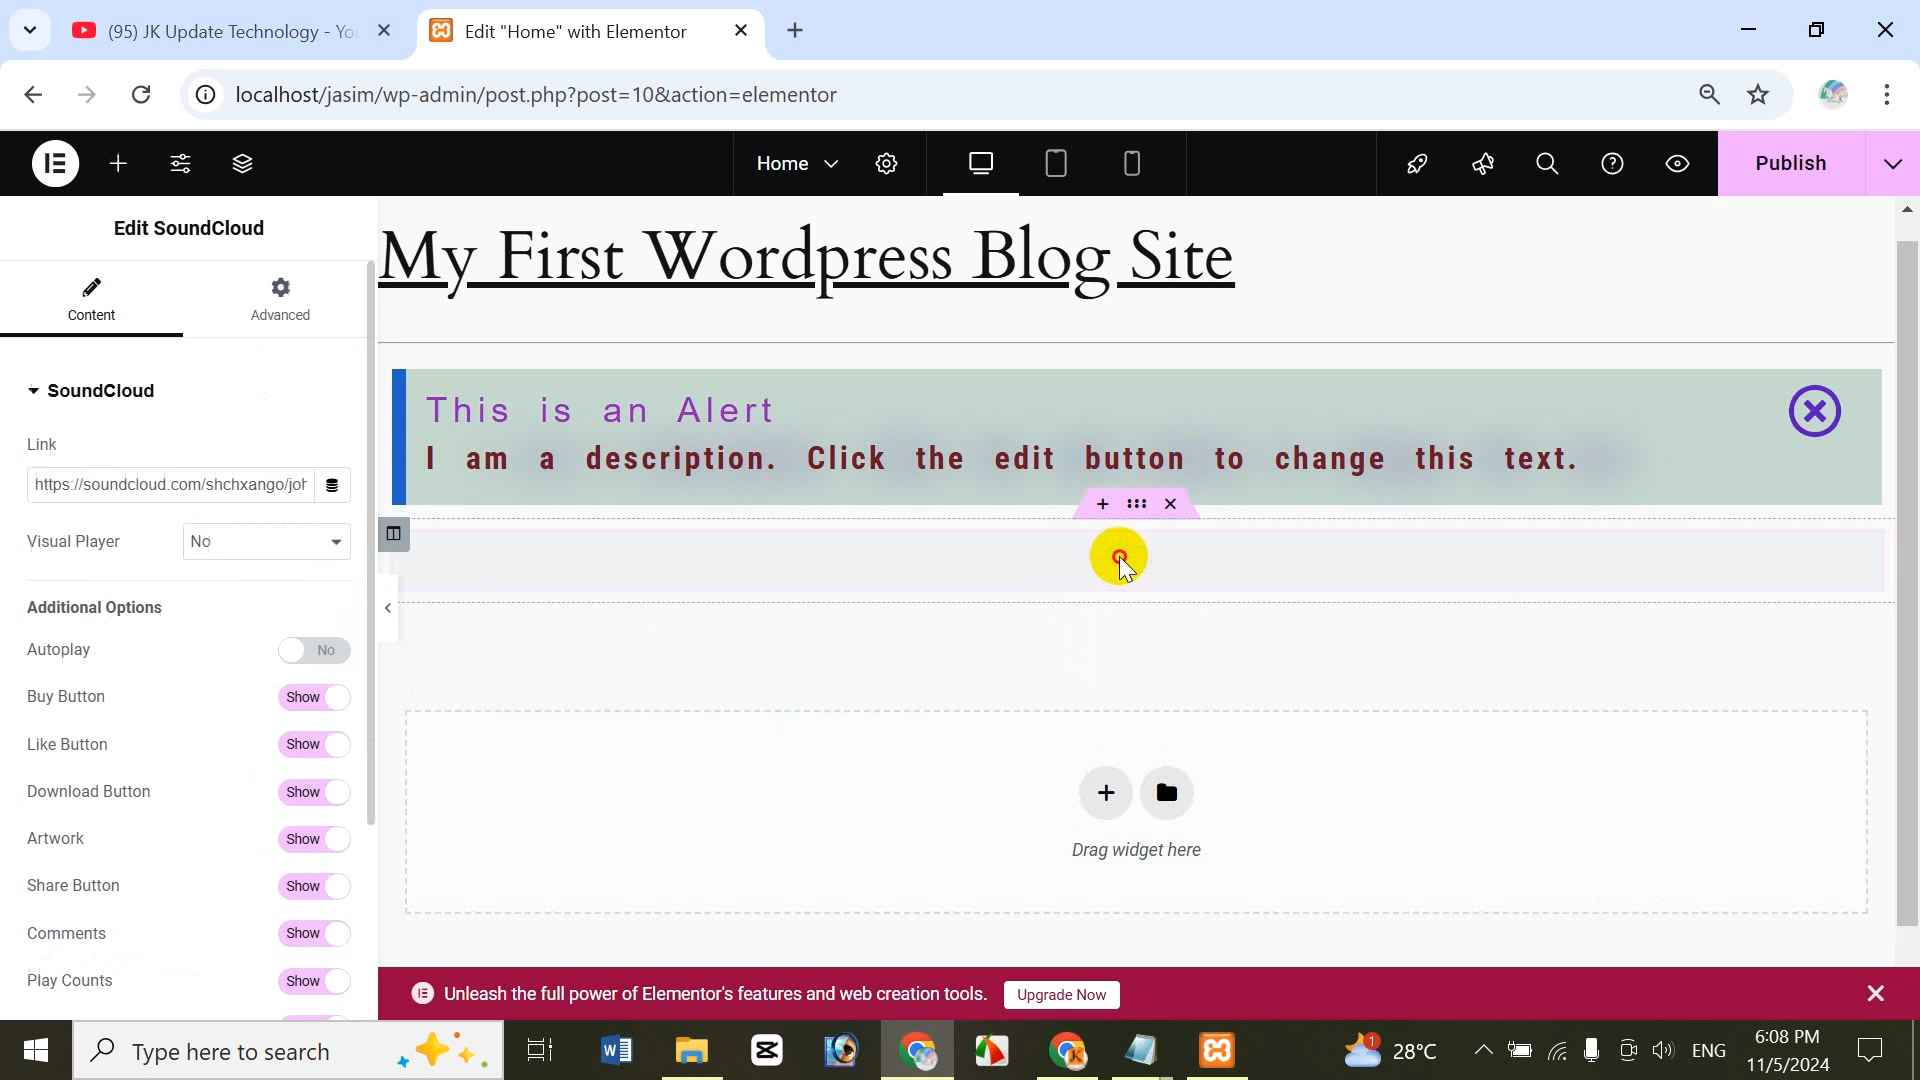 (95) JK Update Technology - You
Edit "Home" with Elementor
localhost/jasim/wp-admin/post.php?post=10&action=elementor
Home
Publish
Edit SoundCloud
Content
Advanced
SoundCloud
Link
https://soundcloud.com/shchxango/joh
Visual Player
No
Additional Options
Autoplay
No
Buy Button
Show
Like Button
Show
Download Button
Show
Artwork
Show
Share Button
Show
Comments
Show
Play Counts
Show
My First Wordpress Blog Site
This is an Alert
I am a description. Click the edit button to change this text.
Drag widget here
Unleash the full power of Elementor's features and web creation tools.
Upgrade Now
Type here to search
1
28°C
ENG
6:08 PM
11/5/2024